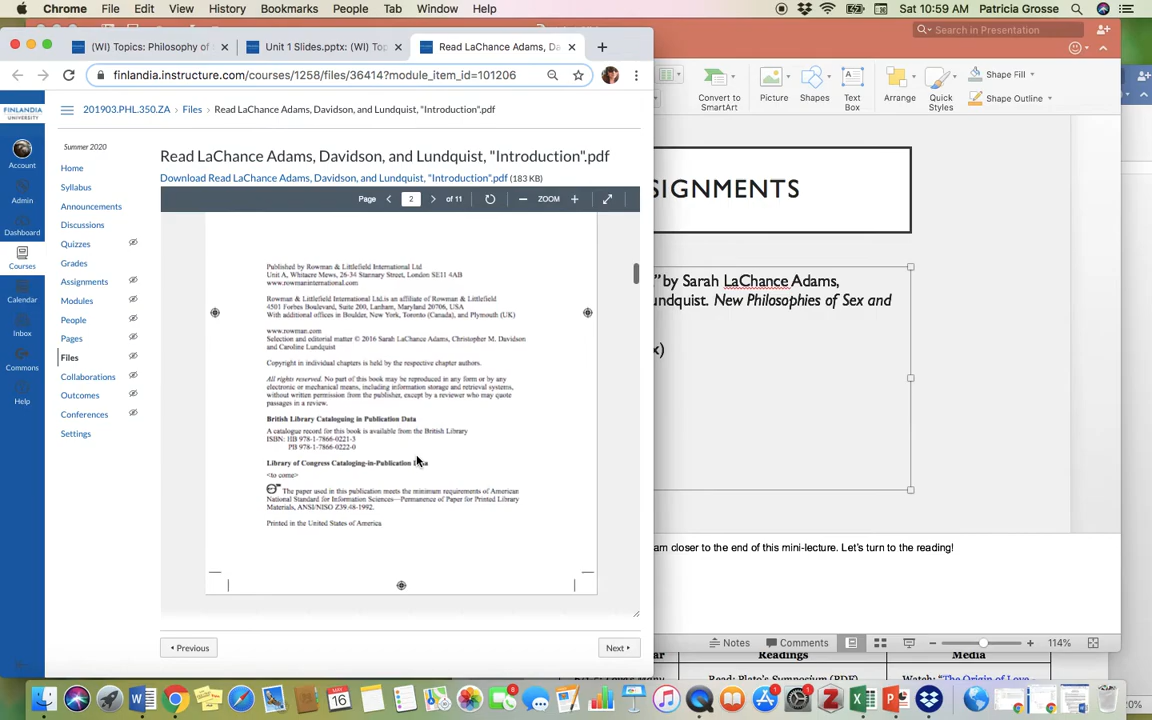 Chrome File Edit View History Bookmarks People Tab Window Help Sat 10:59 AM Patricia Grosse
(WI) Topics: Philosophy of × Unit 1 Slides.pptx: (WI) Top × Read LaChance Adams, Da × +
Search in Presentation
finlandia.instructure.com/courses/1258/files/36414?module_item_id=101206
Convert to SmartArt Picture Shapes Text Box Arrange Quick Styles Shape Fill Shape Outline
FINLANDIA UNIVERSITY
201903.PHL.350.ZA › Files › Read LaChance Adams, Davidson, and Lundquist, "Introduction".pdf
Summer 2020
Account
Admin
Dashboard
Courses
Calendar
Inbox
Commons
Help
Home
Syllabus
Announcements
Discussions
Quizzes
Grades
Assignments
Modules
People
Pages
Files
Collaborations
Outcomes
Conferences
Settings
Read LaChance Adams, Davidson, and Lundquist, "Introduction".pdf
Download Read LaChance Adams, Davidson, and Lundquist, "Introduction".pdf (183 KB)
Page 2 of 11 ZOOM
Published by Rowman & Littlefield International Ltd
Unit A, Whitacre Mews, 26-34 Stannary Street, London SE11 4AB
www.rowmaninternational.com
Rowman & Littlefield International Ltd.is an affiliate of Rowman & Littlefield
4501 Forbes Boulevard, Suite 200, Lanham, Maryland 20706, USA
With additional offices in Boulder, New York, Toronto (Canada), and Plymouth (UK)
www.rowman.com
Selection and editorial matter © 2016 Sarah LaChance Adams, Christopher M. Davidson
and Caroline Lundquist
Copyright in individual chapters is held by the respective chapter authors.
All rights reserved. No part of this book may be reproduced in any form or by any
electronic or mechanical means, including information storage and retrieval systems,
without written permission from the publisher, except by a reviewer who may quote
passages in a review.
British Library Cataloguing in Publication Data
A catalogue record for this book is available from the British Library
ISBN: HB 978-1-7866-0221-3
PB 978-1-7866-0222-0
Library of Congress Cataloging-in-Publication
<to come>
The paper used in this publication meets the minimum requirements of American
National Standard for Information Sciences—Permanence of Paper for Printed Library
Materials, ANSI/NISO Z39.48-1992.
Printed in the United States of America
‹ Previous
Next ›
SIGNMENTS
" by Sarah LaChance Adams,
undquist. New Philosophies of Sex and
x)
am closer to the end of this mini-lecture. Let's turn to the reading!
Notes Comments 114%
Readings Media
Read: Plato's Symposium (PDF) Watch: "The Origin of Love
20%